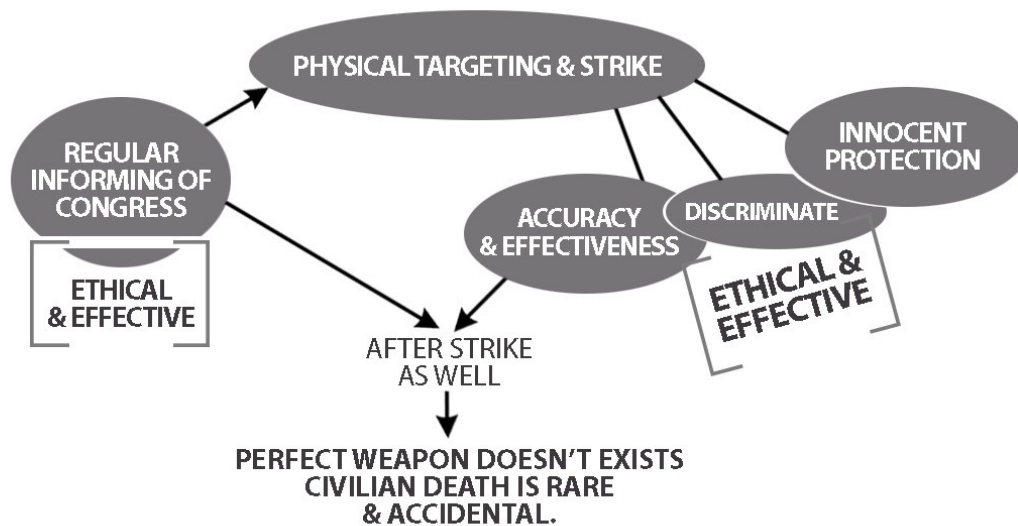 PHYSICAL TARGETING & STRIKE
REGULAR
INFORMING OF
CONGRESS
INNOCENT
PROTECTION
ACCURACY
& EFFECTIVENESS
DISCRIMINATE
ETHICAL
& EFFECTIVE
ETHICAL &
EFFECTIVE
AFTER STRIKE
AS WELL
PERFECT WEAPON DOESN'T EXISTS
CIVILIAN DEATH IS RARE
& ACCIDENTAL.